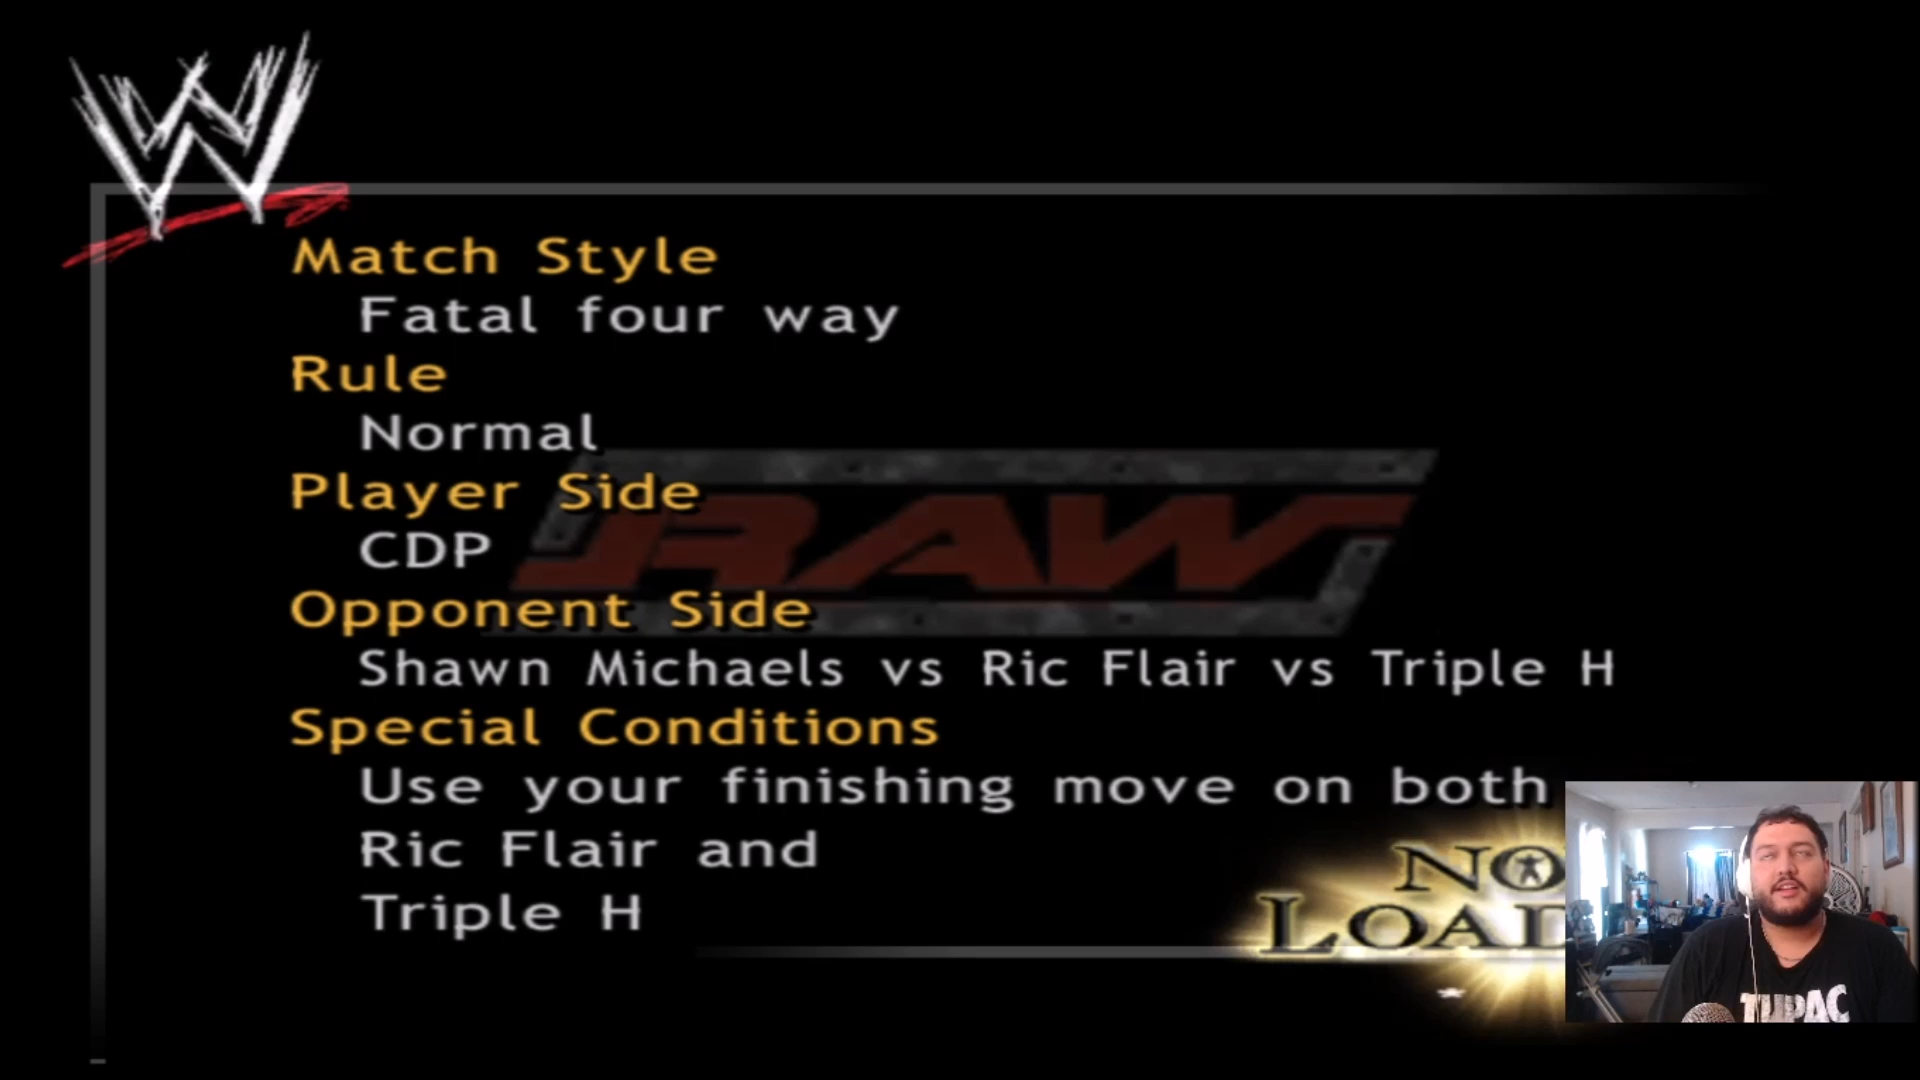 Match Style
Fatal four way
Rule
Normal
RAW
Player Side
CDP
Opponent Side
Shawn Michaels vs Ric Flair vs Triple H
Special Conditions
Use your finishing move on both
Ric Flair and
Triple H
TUPAC